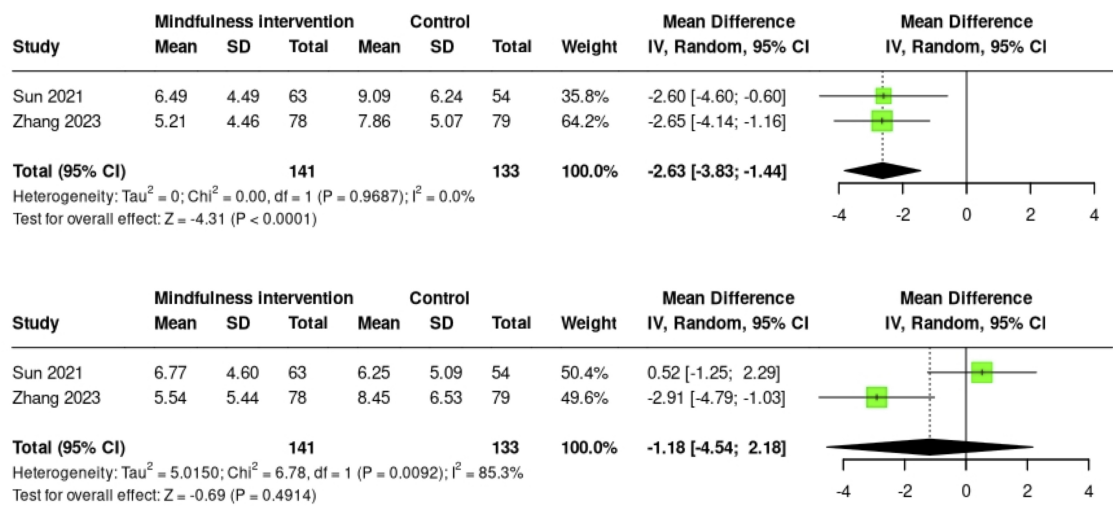 Mindfulness intervention Control Mean Difference Mean Difference
Study Mean SD Total Mean SD Total Weight IV, Random, 95% CI IV, Random, 95% CI
Sun 2021 6.49 4.49 63 9.09 6.24 54 35.8% -2.60 [-4.60; -0.60]
Zhang 2023 5.21 4.46 78 7.86 5.07 79 64.2% -2.65 [-4.14; -1.16]
Total (95% CI) 141 133 100.0% -2.63 [-3.83; -1.44]
Heterogeneity: Tau² = 0; Chi² = 0.00, df = 1 (P = 0.9687); I² = 0.0%
Test for overall effect: Z = -4.31 (P < 0.0001)
-4 -2 0 2 4
Mindfulness intervention Control Mean Difference Mean Difference
Study Mean SD Total Mean SD Total Weight IV, Random, 95% CI IV, Random, 95% CI
Sun 2021 6.77 4.60 63 6.25 5.09 54 50.4% 0.52 [-1.25; 2.29]
Zhang 2023 5.54 5.44 78 8.45 6.53 79 49.6% -2.91 [-4.79; -1.03]
Total (95% CI) 141 133 100.0% -1.18 [-4.54; 2.18]
Heterogeneity: Tau² = 5.0150; Chi² = 6.78, df = 1 (P = 0.0092); I² = 85.3%
Test for overall effect: Z = -0.69 (P = 0.4914)
-4 -2 0 2 4